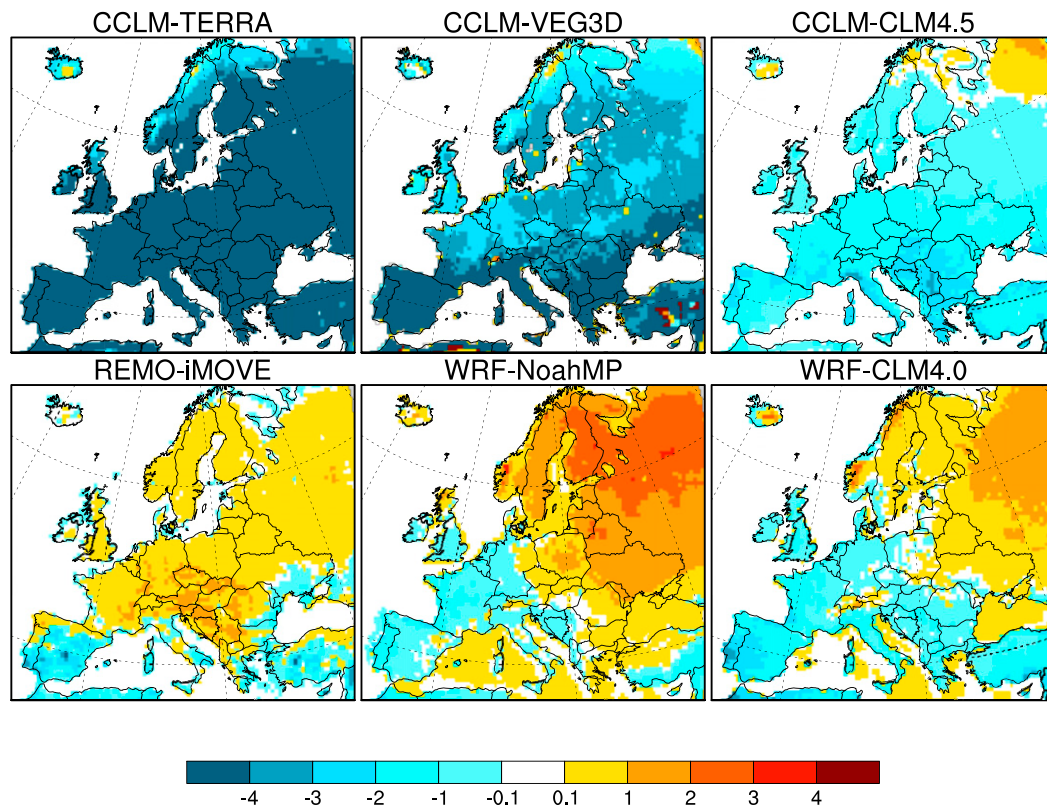 CCLM-TERRA CCLM-VEG3D CCLM-CLM4.5
REMO-iMOVE WRF-NoahMP WRF-CLM4.0
-4 -3 -2 -1 -0.1 0.1 1 2 3 4